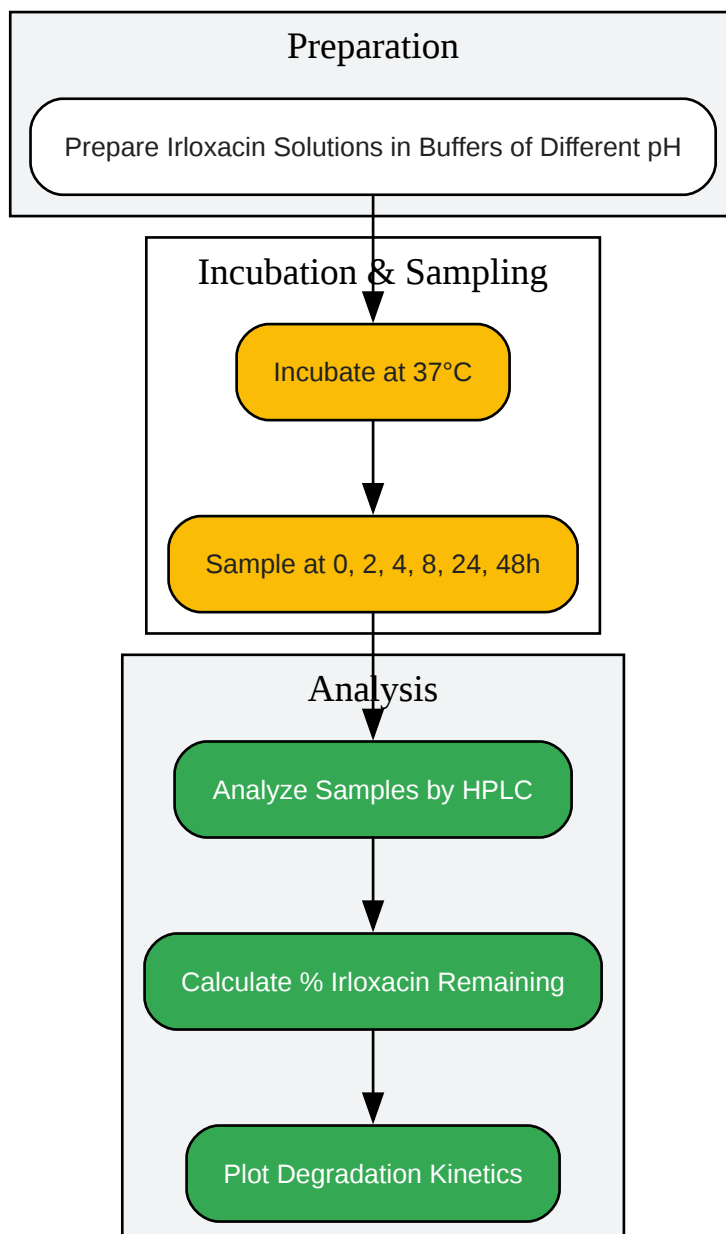 Preparation
Prepare Irloxacin Solutions in Buffers of Different pH
Incubation & Sampling
Incubate at 37°C
Sample at 0, 2, 4, 8, 24, 48h
Analysis
Analyze Samples by HPLC
Calculate % Irloxacin Remaining
Plot Degradation Kinetics